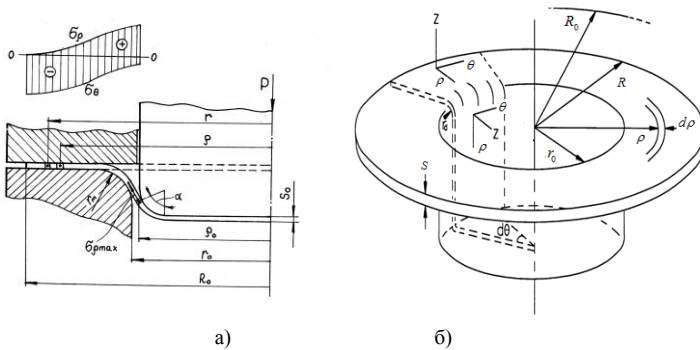 σρ
0
0
+
−
σθ
P
r
ρ
rм
α
S₀
σρmax
ρ₀
r₀
R₀
а)
Z
R₀
θ
ρ
R
θ
Z
ρ
ρ
dρ
r₀
S
dθ
б)